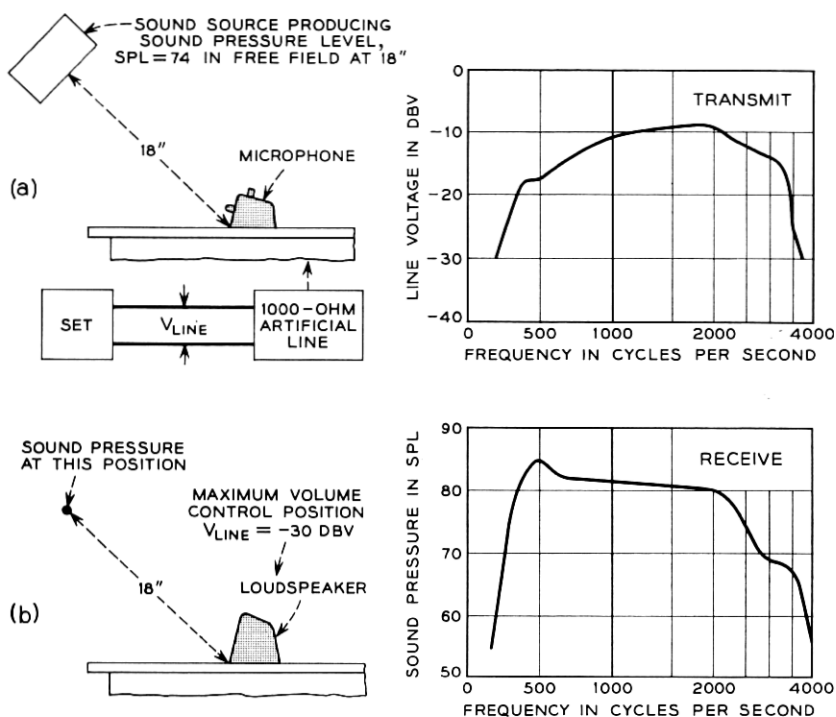 SOUND SOURCE PRODUCING
SOUND PRESSURE LEVEL,
SPL=74 IN FREE FIELD AT 18"
18"
MICROPHONE
(a)
SET
VLINE
1000-OHM
ARTIFICIAL
LINE
TRANSMIT
LINE VOLTAGE IN DBV
0
-10
-20
-30
-40
0 500 1000 2000 4000
FREQUENCY IN CYCLES PER SECOND
SOUND PRESSURE
AT THIS POSITION
MAXIMUM VOLUME
CONTROL POSITION
VLINE = -30 DBV
18"
LOUDSPEAKER
(b)
RECEIVE
SOUND PRESSURE IN SPL
90
80
70
60
50
0 500 1000 2000 4000
FREQUENCY IN CYCLES PER SECOND